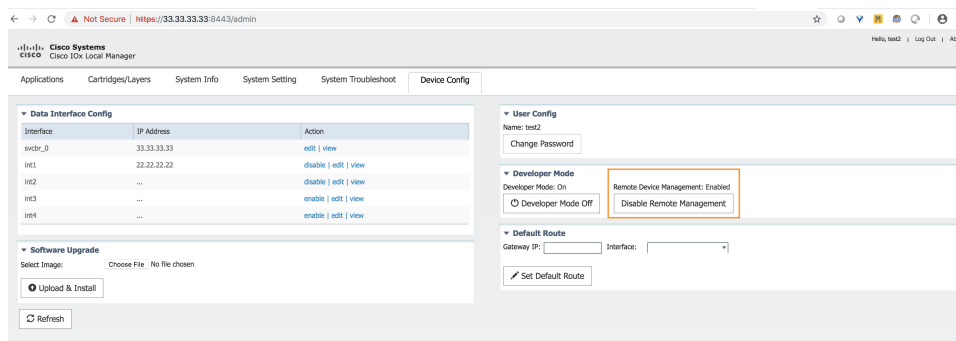 Not Secure | https://33.33.33.33:8443/admin
Hello, test2 | Log Out | Ab
cisco Cisco Systems
Cisco IOx Local Manager
Applications Cartridges/Layers System Info System Setting System Troubleshoot Device Config
Data Interface Config
Interface IP Address Action
svcbr_0 33.33.33.33 edit | view
int1 22.22.22.22 disable | edit | view
int2 ... disable | edit | view
int3 ... enable | edit | view
int4 ... enable | edit | view
Software Upgrade
Select Image: Choose File No file chosen
Upload & Install
Refresh
User Config
Name: test2
Change Password
Developer Mode
Developer Mode: On Remote Device Management: Enabled
Developer Mode Off Disable Remote Management
Default Route
Gateway IP: Interface:
Set Default Route